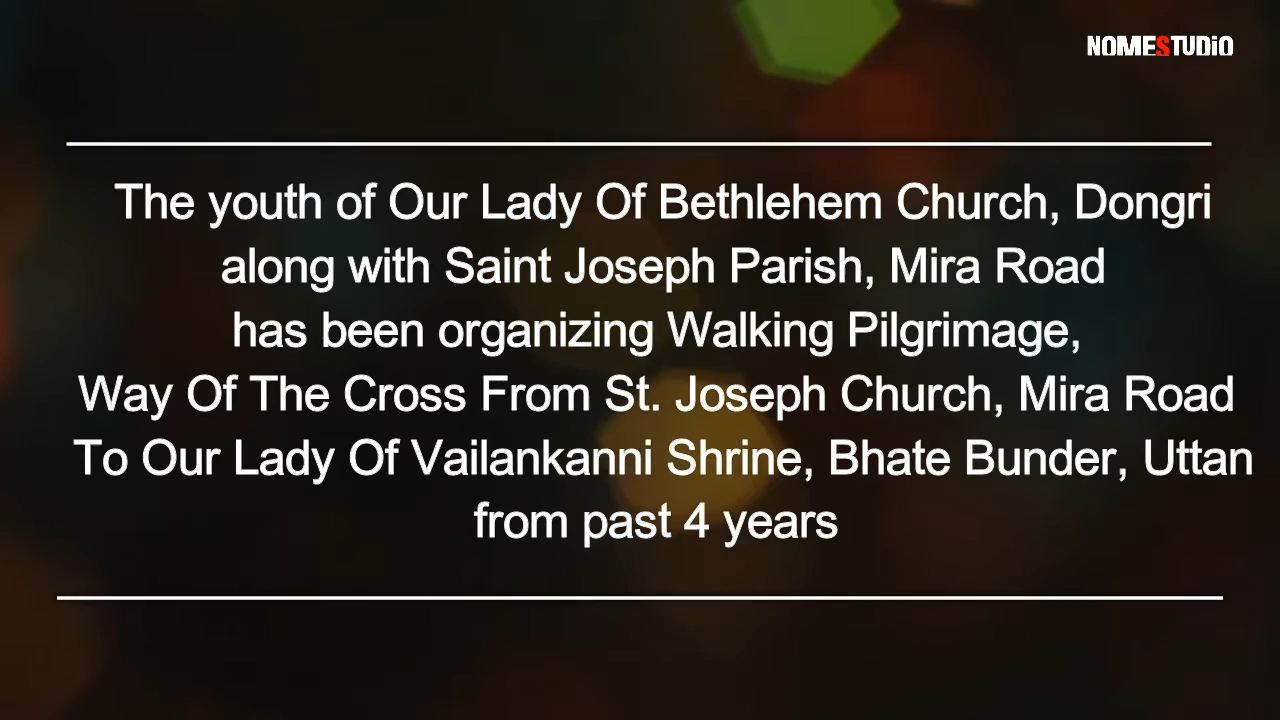 NOMESTUDiO
The youth of Our Lady Of Bethlehem Church, Dongri
along with Saint Joseph Parish, Mira Road
has been organizing Walking Pilgrimage,
Way Of The Cross From St. Joseph Church, Mira Road
To Our Lady Of Vailankanni Shrine, Bhate Bunder, Uttan
from past 4 years